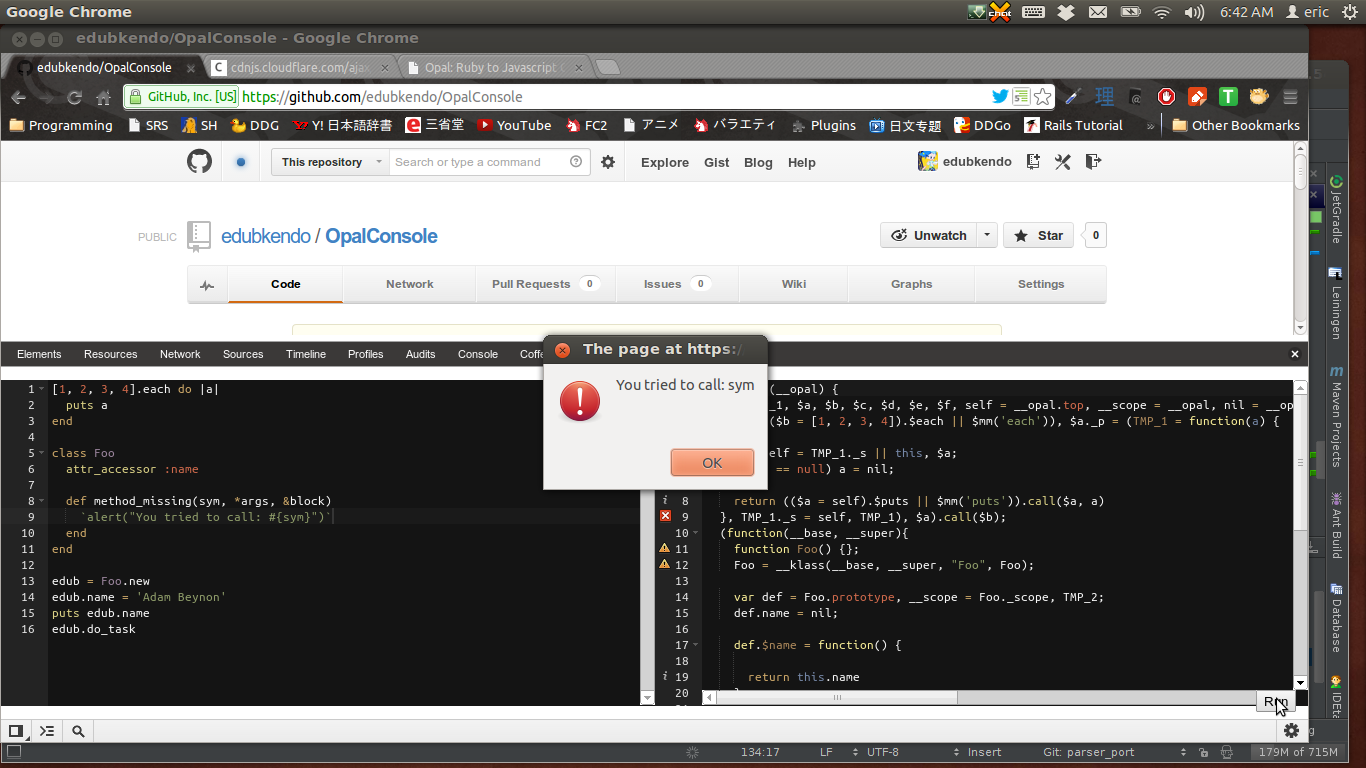 Google Chrome
chat
6:42 AM
eric
edubkendo/OpalConsole - Google Chrome
edubkendo/OpalConsole
cdnjs.cloudflare.com/ajax
Opal: Ruby to Javascript
GitHub, Inc. [US] https://github.com/edubkendo/OpalConsole
理 a T
Programming SRS SH DDG Y! 日本語辞書 三省堂 YouTube FC2 アニメ バラエティ Plugins 日文专题 DDGo Rails Tutorial » Other Bookmarks
This repository Search or type a command Explore Gist Blog Help edubkendo
PUBLIC edubkendo / OpalConsole Unwatch Star 0
Code Network Pull Requests 0 Issues 0 Wiki Graphs Settings
Elements Resources Network Sources Timeline Profiles Audits Console
The page at https:/
You tried to call: sym
OK
1 [1, 2, 3, 4].each do |a|
2 puts a
3 end
4
5 class Foo
6 attr_accessor :name
7
8 def method_missing(sym, *args, &block)
9 `alert("You tried to call: #{sym}")`
10 end
11 end
12
13 edub = Foo.new
14 edub.name = 'Adam Beynon'
15 puts edub.name
16 edub.do_task
(__opal) {
_1, $a, $b, $c, $d, $e, $f, self = __opal.top, __scope = __opal, nil = __op
($b = [1, 2, 3, 4]).$each || $mm('each')), $a._p = (TMP_1 = function(a) {
elf = TMP_1._s || this, $a;
== null) a = nil;
8 return (($a = self).$puts || $mm('puts')).call($a, a)
9 }, TMP_1._s = self, TMP_1), $a).call($b);
10 (function(__base, __super){
11 function Foo() {};
12 Foo = __klass(__base, __super, "Foo", Foo);
13
14 var def = Foo.prototype, __scope = Foo._scope, TMP_2;
15 def.name = nil;
16
17 def.$name = function() {
18
19 return this.name
20
Run
134:17 LF UTF-8 Insert Git: parser_port 179M of 715M
JetGradle
Leiningen
Maven Projects
Ant Build
Database
IDEta